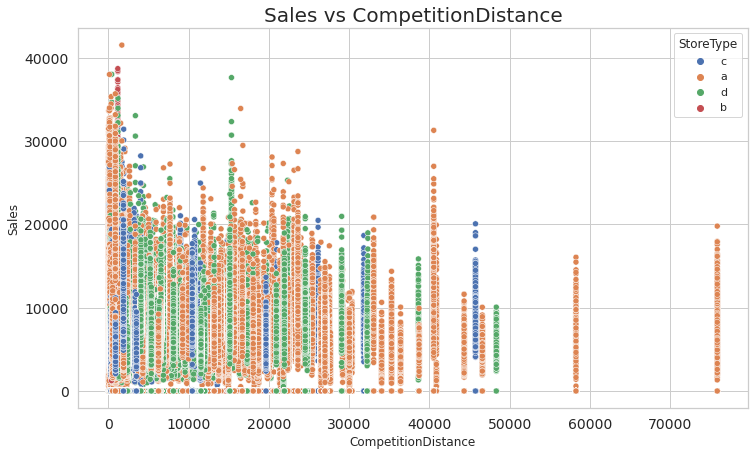 Sales vs CompetitionDistance
StoreType
c
a
d
b
Sales
40000
30000
20000
10000
0
0 10000 20000 30000 40000 50000 60000 70000
CompetitionDistance